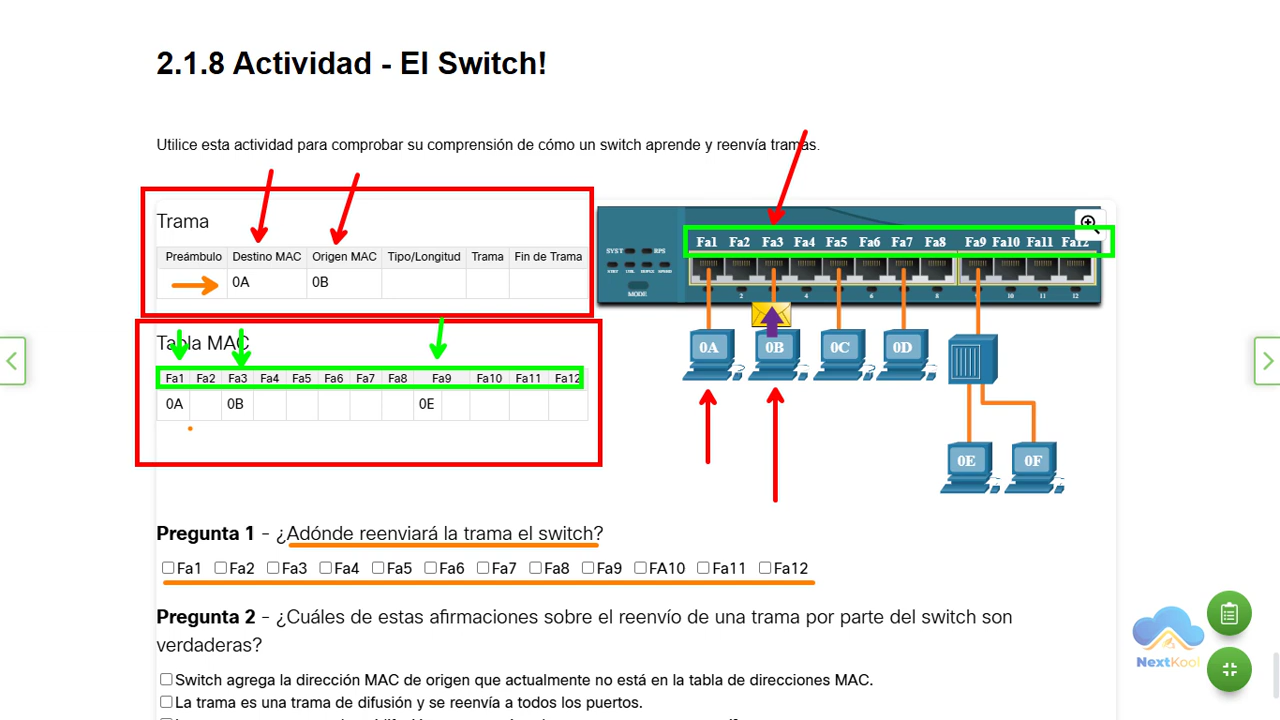 2.1.8 Actividad - El Switch!
Utilice esta actividad para comprobar su comprensión de cómo un switch aprende y reenvía tramas.
Trama
Preámbulo Destino MAC Origen MAC Tipo/Longitud Trama Fin de Trama
0A 0B
Tabla MAC
Fa1 Fa2 Fa3 Fa4 Fa5 Fa6 Fa7 Fa8 Fa9 Fa10 Fa11 Fa12
0A 0B 0E
Fa1 Fa2 Fa3 Fa4 Fa5 Fa6 Fa7 Fa8 Fa9 Fa10 Fa11 Fa12
SYST RPS
MODE
2 4 6 8 10 11 12
0A 0B 0C 0D
0E 0F
Pregunta 1 - ¿Adónde reenviará la trama el switch?
Fa1 Fa2 Fa3 Fa4 Fa5 Fa6 Fa7 Fa8 Fa9 FA10 Fa11 Fa12
Pregunta 2 - ¿Cuáles de estas afirmaciones sobre el reenvío de una trama por parte del switch son
verdaderas?
Switch agrega la dirección MAC de origen que actualmente no está en la tabla de direcciones MAC.
La trama es una trama de difusión y se reenvía a todos los puertos.
NextKool